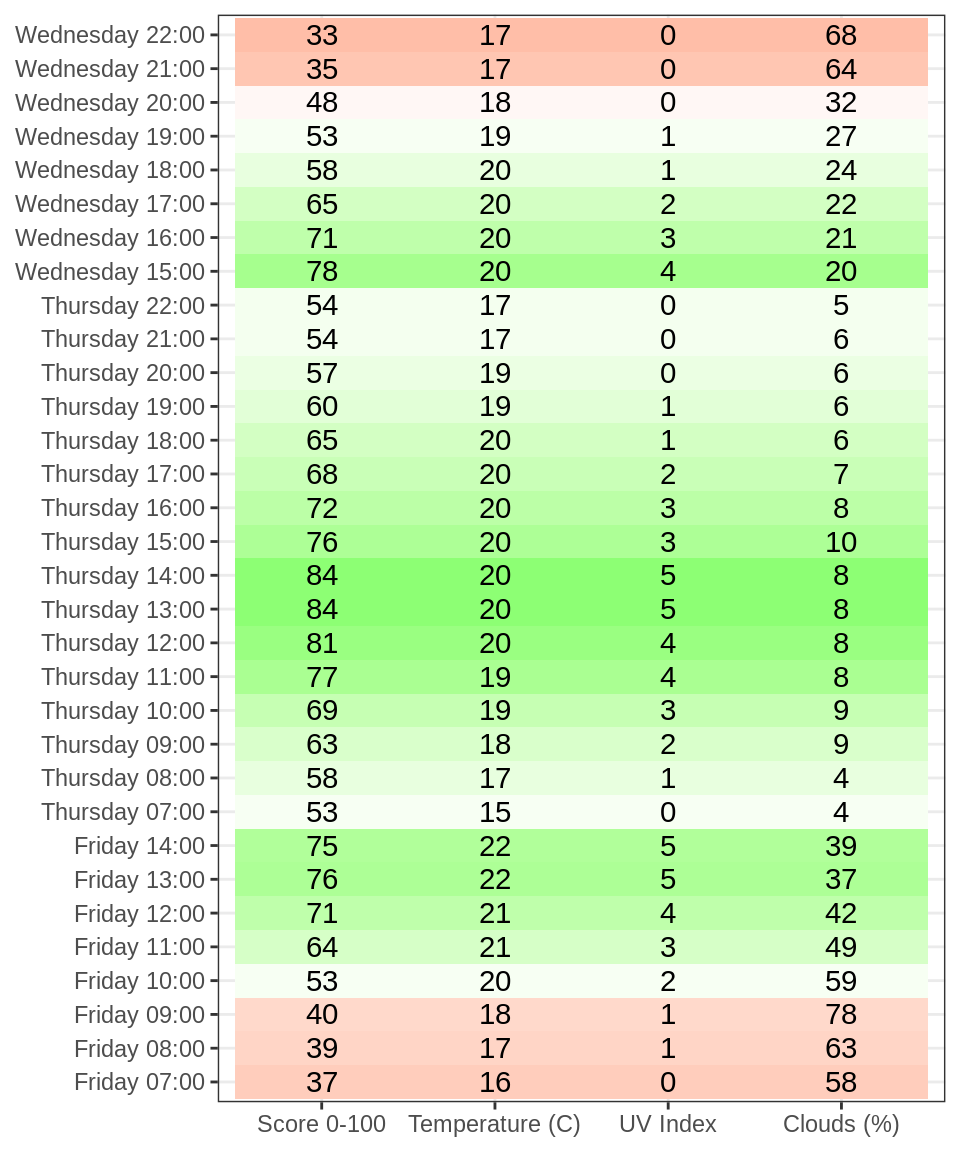 Wednesday 22:00 33 17 0 68
Wednesday 21:00 35 17 0 64
Wednesday 20:00 48 18 0 32
Wednesday 19:00 53 19 1 27
Wednesday 18:00 58 20 1 24
Wednesday 17:00 65 20 2 22
Wednesday 16:00 71 20 3 21
Wednesday 15:00 78 20 4 20
Thursday 22:00 54 17 0 5
Thursday 21:00 54 17 0 6
Thursday 20:00 57 19 0 6
Thursday 19:00 60 19 1 6
Thursday 18:00 65 20 1 6
Thursday 17:00 68 20 2 7
Thursday 16:00 72 20 3 8
Thursday 15:00 76 20 3 10
Thursday 14:00 84 20 5 8
Thursday 13:00 84 20 5 8
Thursday 12:00 81 20 4 8
Thursday 11:00 77 19 4 8
Thursday 10:00 69 19 3 9
Thursday 09:00 63 18 2 9
Thursday 08:00 58 17 1 4
Thursday 07:00 53 15 0 4
Friday 14:00 75 22 5 39
Friday 13:00 76 22 5 37
Friday 12:00 71 21 4 42
Friday 11:00 64 21 3 49
Friday 10:00 53 20 2 59
Friday 09:00 40 18 1 78
Friday 08:00 39 17 1 63
Friday 07:00 37 16 0 58
Score 0-100 Temperature (C) UV Index Clouds (%)